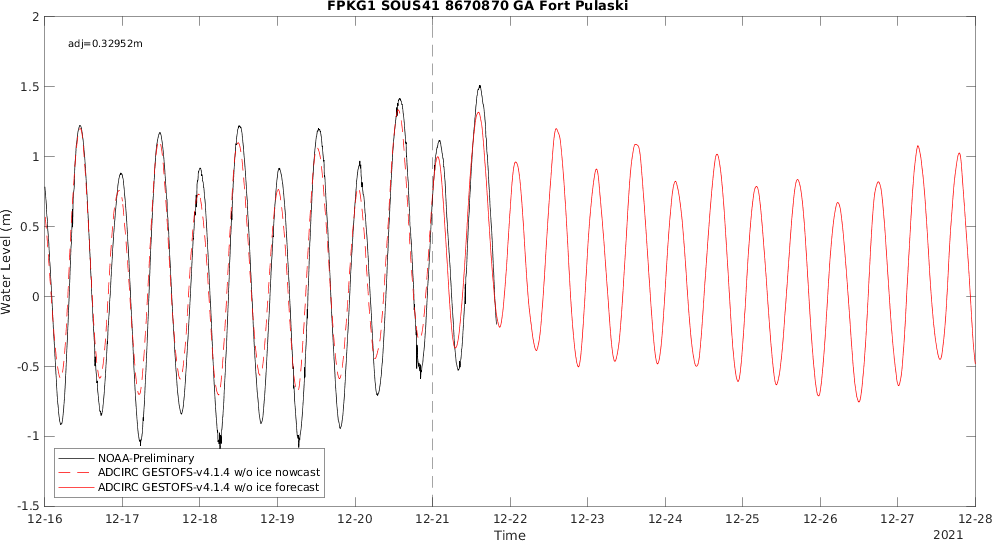 FPKG1 SOUS41 8670870 GA Fort Pulaski
adj=0.32952m
2
1.5
1
0.5
0
-0.5
-1
-1.5
Water Level (m)
NOAA-Preliminary
ADCIRC GESTOFS-v4.1.4 w/o ice nowcast
ADCIRC GESTOFS-v4.1.4 w/o ice forecast
12-16 12-17 12-18 12-19 12-20 12-21 12-22 12-23 12-24 12-25 12-26 12-27 12-28
Time
2021